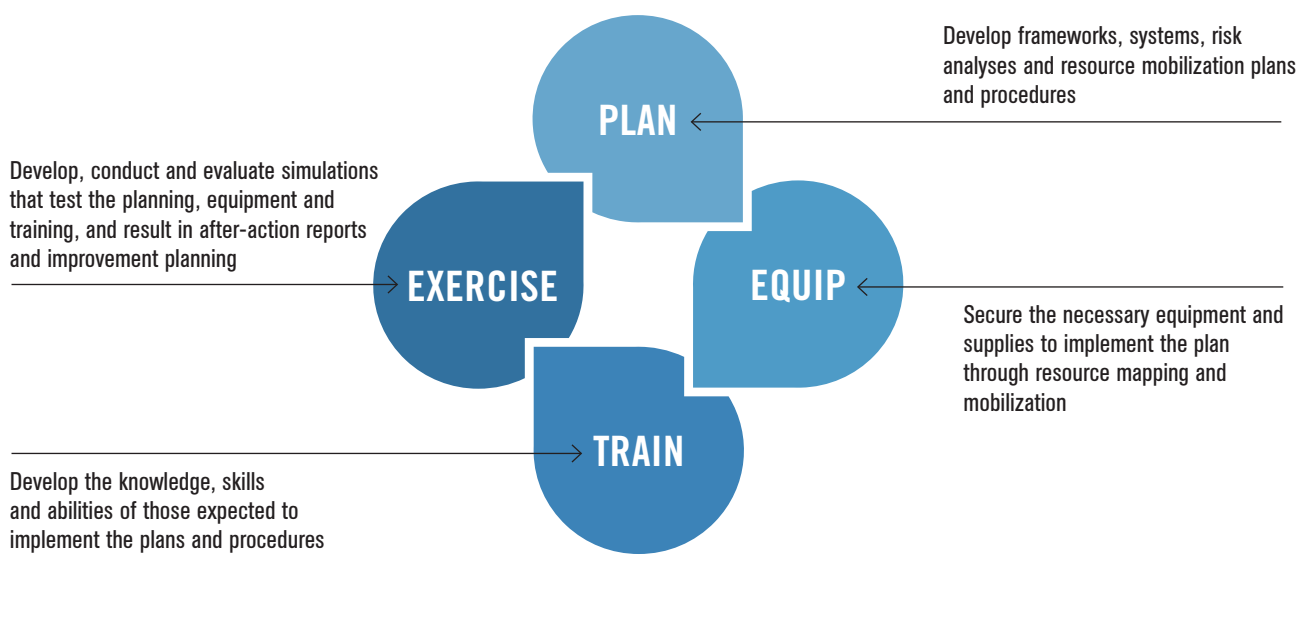 PLAN
Develop frameworks, systems, risk
analyses and resource mobilization plans
and procedures
EQUIP
Secure the necessary equipment and
supplies to implement the plan
through resource mapping and
mobilization
TRAIN
Develop the knowledge, skills
and abilities of those expected to
implement the plans and procedures
EXERCISE
Develop, conduct and evaluate simulations
that test the planning, equipment and
training, and result in after-action reports
and improvement planning